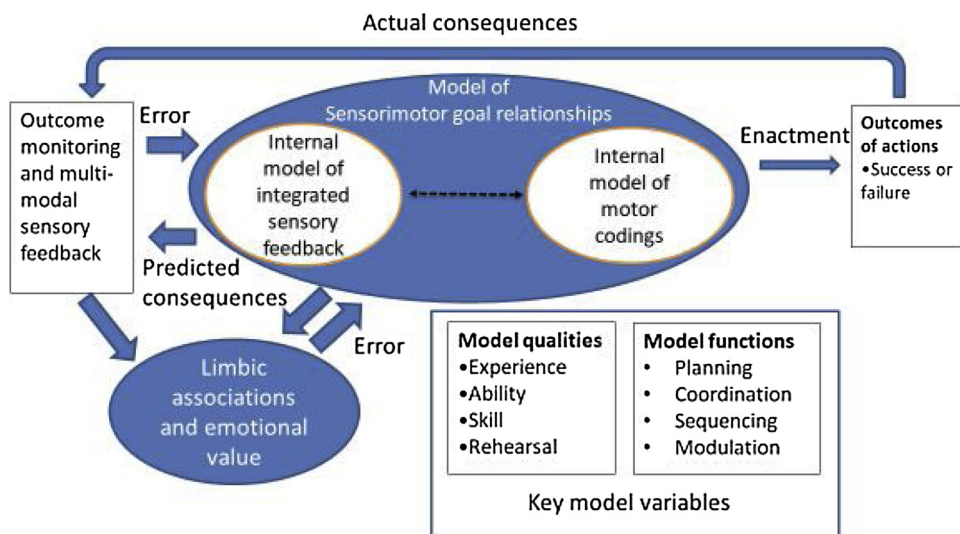 Actual consequences
Model of
Sensorimotor goal relationships
Outcome
monitoring
and multi-
modal
sensory
feedback
Error
Internal
model of
integrated
sensory
feedback
Internal
model of
motor
codings
Enactment
Outcomes
of actions
•Success or
failure
Predicted
consequences
Error
Limbic
associations
and emotional
value
Model qualities
•Experience
•Ability
•Skill
•Rehearsal
Model functions
• Planning
• Coordination
• Sequencing
• Modulation
Key model variables